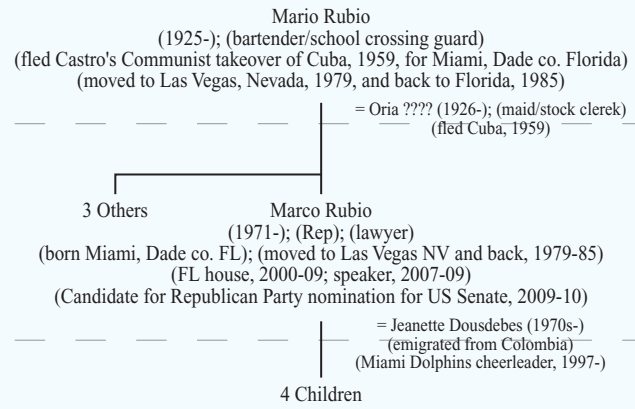 Mario Rubio
(1925-); (bartender/school crossing guard)
(fled Castro's Communist takeover of Cuba, 1959, for Miami, Dade co. Florida)
(moved to Las Vegas, Nevada, 1979, and back to Florida, 1985)
= Oria ???? (1926-); (maid/stock clerek)
(fled Cuba, 1959)
3 Others
Marco Rubio
(1971-); (Rep); (lawyer)
(born Miami, Dade co. FL); (moved to Las Vegas NV and back, 1979-85)
(FL house, 2000-09; speaker, 2007-09)
(Candidate for Republican Party nomination for US Senate, 2009-10)
= Jeanette Dousdebes (1970s-)
(emigrated from Colombia)
(Miami Dolphins cheerleader, 1997-)
4 Children